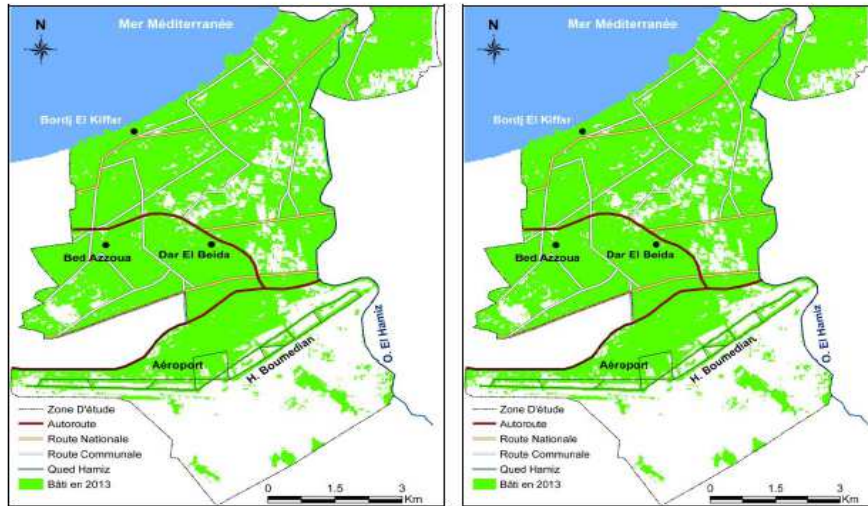 N
Mer Méditerranée
Bordj El Kiffar
Bed Azzoua
Dar El Beida
O. El Hamiz
Aéroport
H. Boumedian
Zone D'étude
Autoroute
Route Nationale
Route Communale
Qued Hamiz
Bâti en 2013
0 1.5 3
Km
N
Mer Méditerranée
Bordj El Kiffar
Bed Azzoua
Dar El Beida
O. El Hamiz
Aéroport
H. Boumedian
Zone D'étude
Autoroute
Route Nationale
Route Communale
Qued Hamiz
Bâti en 2013
0 1.5 3
Km